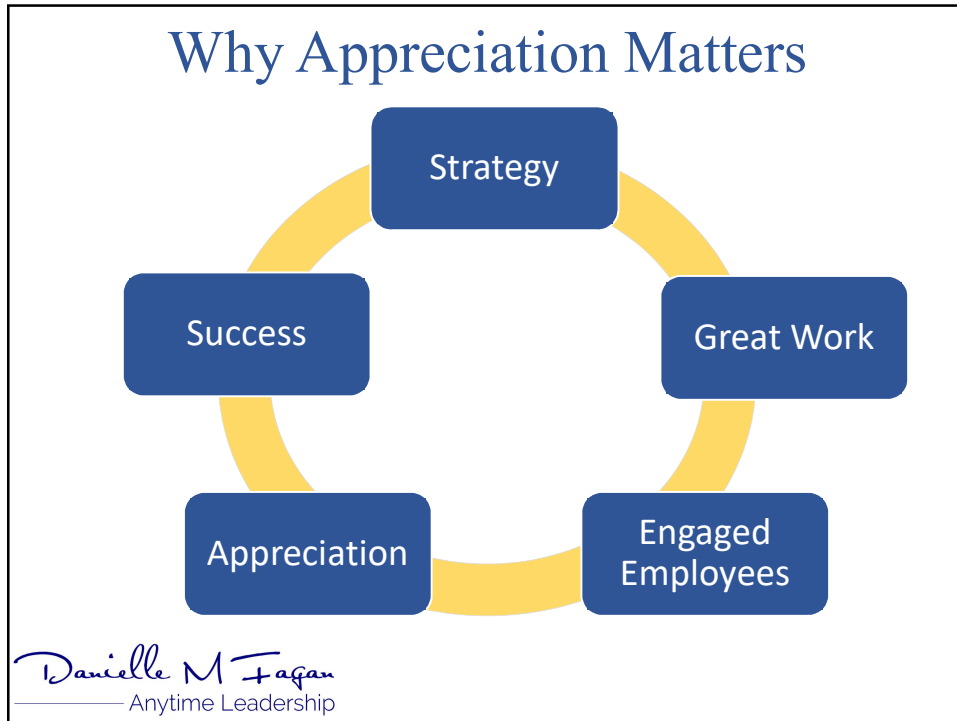 Why Appreciation Matters
Strategy
Great Work
Engaged
Employees
Appreciation
Success
Danielle M Fagan
Anytime Leadership